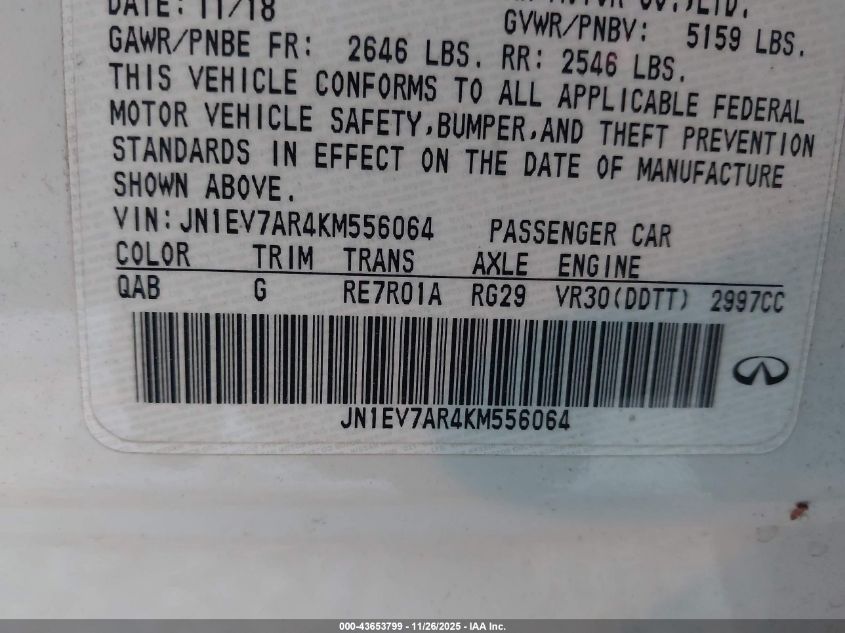 DATE: 11/18
LTD.
GVWR/PNBV: 5159 LBS.
GAWR/PNBE FR: 2646 LBS. RR: 2546 LBS.
THIS VEHICLE CONFORMS TO ALL APPLICABLE FEDERAL
MOTOR VEHICLE SAFETY,BUMPER,AND THEFT PREVENTION
STANDARDS IN EFFECT ON THE DATE OF MANUFACTURE
SHOWN ABOVE.
VIN:JN1EV7AR4KM556064 PASSENGER CAR
COLOR TRIM TRANS AXLE ENGINE
QAB G RE7R01A RG29 VR30(DDTT) 2997CC
JN1EV7AR4KM556064
000-43653799 - 11/26/2025 - IAA Inc.